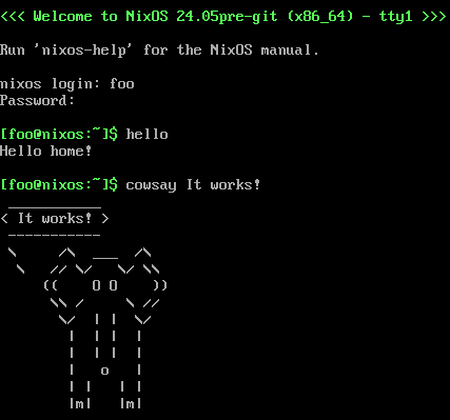 <<< Welcome to NixOS 24.05pre-git (x86_64) - tty1 >>>
Run 'nixos-help' for the NixOS manual.
nixos login: foo
Password:
[foo@nixos:~]$ hello
Hello home!
[foo@nixos:~]$ cowsay It works!
 ___________
< It works! >
 -----------
 \      /\  ___  /\
  \    // \/   \/ \\
      ((    O O    ))
       \\ /     \ //
        \/  | |  \/
         |  | |  |
         |  | |  |
         |   o   |
         | |   | |
         |m|   |m|